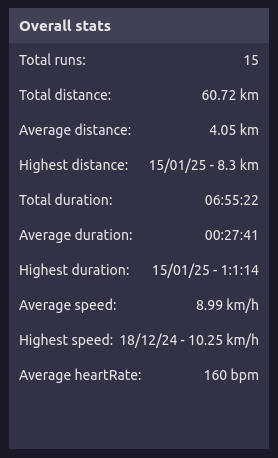 Overall stats
Total runs: 15
Total distance: 60.72 km
Average distance: 4.05 km
Highest distance: 15/01/25 - 8.3 km
Total duration: 06:55:22
Average duration: 00:27:41
Highest duration: 15/01/25 - 1:1:14
Average speed: 8.99 km/h
Highest speed: 18/12/24 - 10.25 km/h
Average heartRate: 160 bpm